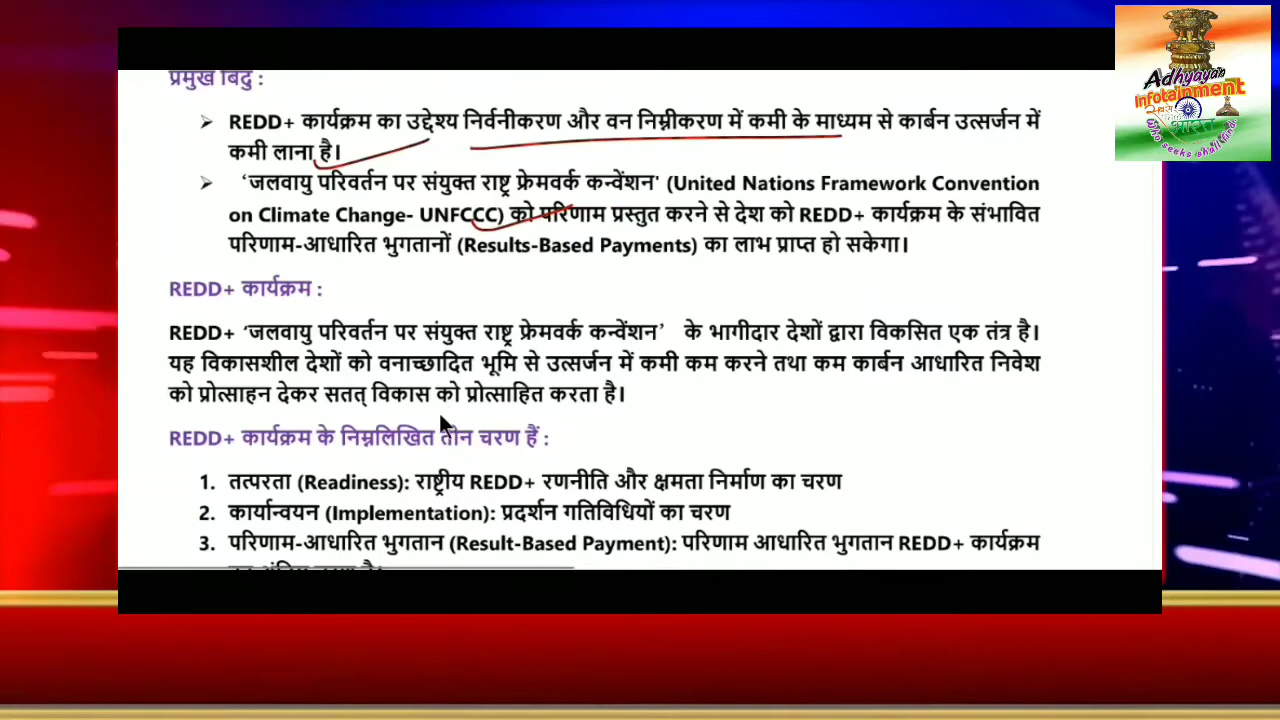 प्रमुख बिंदु :
➢ REDD+ कार्यक्रम का उद्देश्य निर्वनीकरण और वन निम्नीकरण में कमी के माध्यम से कार्बन उत्सर्जन में
कमी लाना है।
➢ ‘जलवायु परिवर्तन पर संयुक्त राष्ट्र फ्रेमवर्क कन्वेंशन' (United Nations Framework Convention
on Climate Change- UNFCCC) को परिणाम प्रस्तुत करने से देश को REDD+ कार्यक्रम के संभावित
परिणाम-आधारित भुगतानों (Results-Based Payments) का लाभ प्राप्त हो सकेगा।
REDD+ कार्यक्रम :
REDD+ ‘जलवायु परिवर्तन पर संयुक्त राष्ट्र फ्रेमवर्क कन्वेंशन’ के भागीदार देशों द्वारा विकसित एक तंत्र है।
यह विकासशील देशों को वनाच्छादित भूमि से उत्सर्जन में कमी कम करने तथा कम कार्बन आधारित निवेश
को प्रोत्साहन देकर सतत् विकास को प्रोत्साहित करता है।
REDD+ कार्यक्रम के निम्नलिखित तीन चरण हैं :
1. तत्परता (Readiness): राष्ट्रीय REDD+ रणनीति और क्षमता निर्माण का चरण
2. कार्यान्वयन (Implementation): प्रदर्शन गतिविधियों का चरण
3. परिणाम-आधारित भुगतान (Result-Based Payment): परिणाम आधारित भुगतान REDD+ कार्यक्रम
Adhyayan
Infotainment
भारत
Who seeks shall find